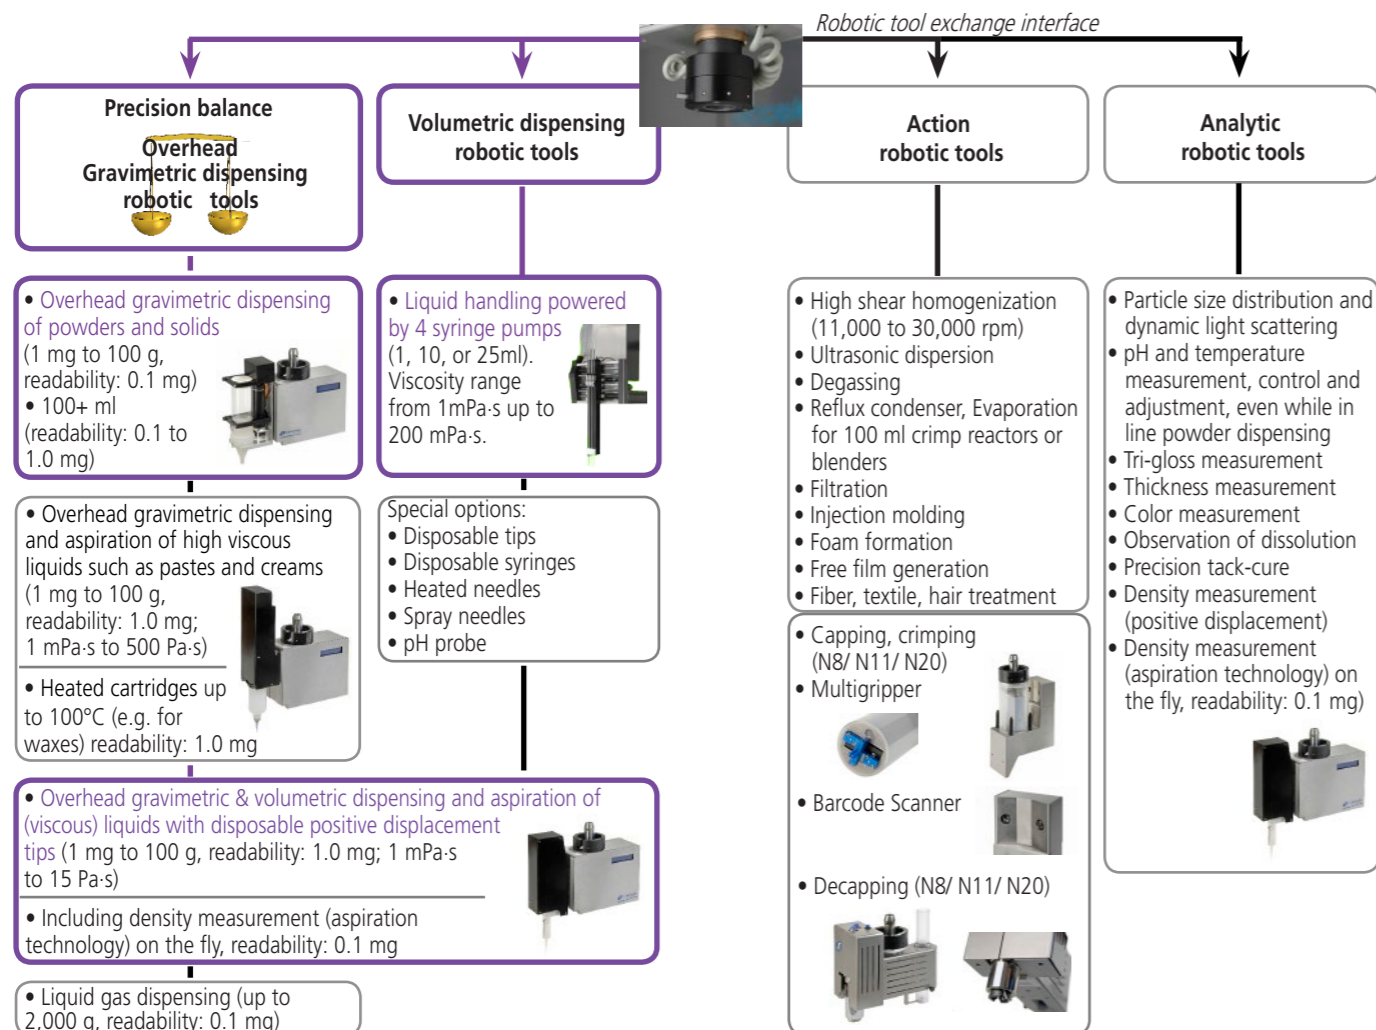 Robotic tool exchange interface
Precision balance
Overhead
Gravimetric dispensing
robotic tools
Volumetric dispensing
robotic tools
Action
robotic tools
Analytic
robotic tools
• Overhead gravimetric dispensing
of powders and solids
(1 mg to 100 g,
readability: 0.1 mg)
• 100+ ml
(readability: 0.1 to
1.0 mg)
• Overhead gravimetric dispensing
and aspiration of high viscous
liquids such as pastes and creams
(1 mg to 100 g,
readability: 1.0 mg;
1 mPa·s to 500 Pa·s)
• Heated cartridges up
to 100°C (e.g. for
waxes) readability: 1.0 mg
• Liquid handling powered
by 4 syringe pumps
(1, 10, or 25ml).
Viscosity range
from 1mPa·s up to
200 mPa·s.
Special options:
• Disposable tips
• Disposable syringes
• Heated needles
• Spray needles
• pH probe
• Overhead gravimetric & volumetric dispensing and aspiration of
(viscous) liquids with disposable positive displacement
tips (1 mg to 100 g, readability: 1.0 mg; 1 mPa·s
to 15 Pa·s)
• Including density measurement (aspiration
technology) on the fly, readability: 0.1 mg
• Liquid gas dispensing (up to
2,000 g, readability: 0.1 mg)
• High shear homogenization
(11,000 to 30,000 rpm)
• Ultrasonic dispersion
• Degassing
• Reflux condenser, Evaporation
for 100 ml crimp reactors or
blenders
• Filtration
• Injection molding
• Foam formation
• Free film generation
• Fiber, textile, hair treatment
• Capping, crimping
(N8/ N11/ N20)
• Multigripper
• Barcode Scanner
• Decapping (N8/ N11/ N20)
• Particle size distribution and
dynamic light scattering
• pH and temperature
measurement, control and
adjustment, even while in
line powder dispensing
• Tri-gloss measurement
• Thickness measurement
• Color measurement
• Observation of dissolution
• Precision tack-cure
• Density measurement
(positive displacement)
• Density measurement
(aspiration technology) on
the fly, readability: 0.1 mg)